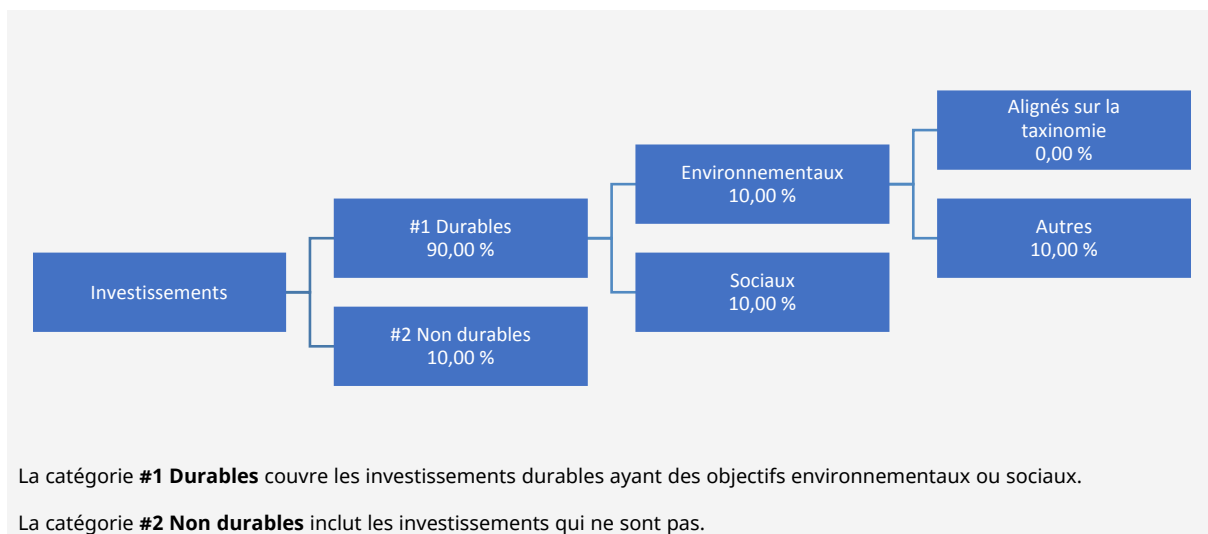 Investissements
#1 Durables
90,00 %
#2 Non durables
10,00 %
Environnementaux
10,00 %
Sociaux
10,00 %
Alignés sur la
taxinomie
0,00 %
Autres
10,00 %
La catégorie #1 Durables couvre les investissements durables ayant des objectifs environnementaux ou sociaux.
La catégorie #2 Non durables inclut les investissements qui ne sont pas.